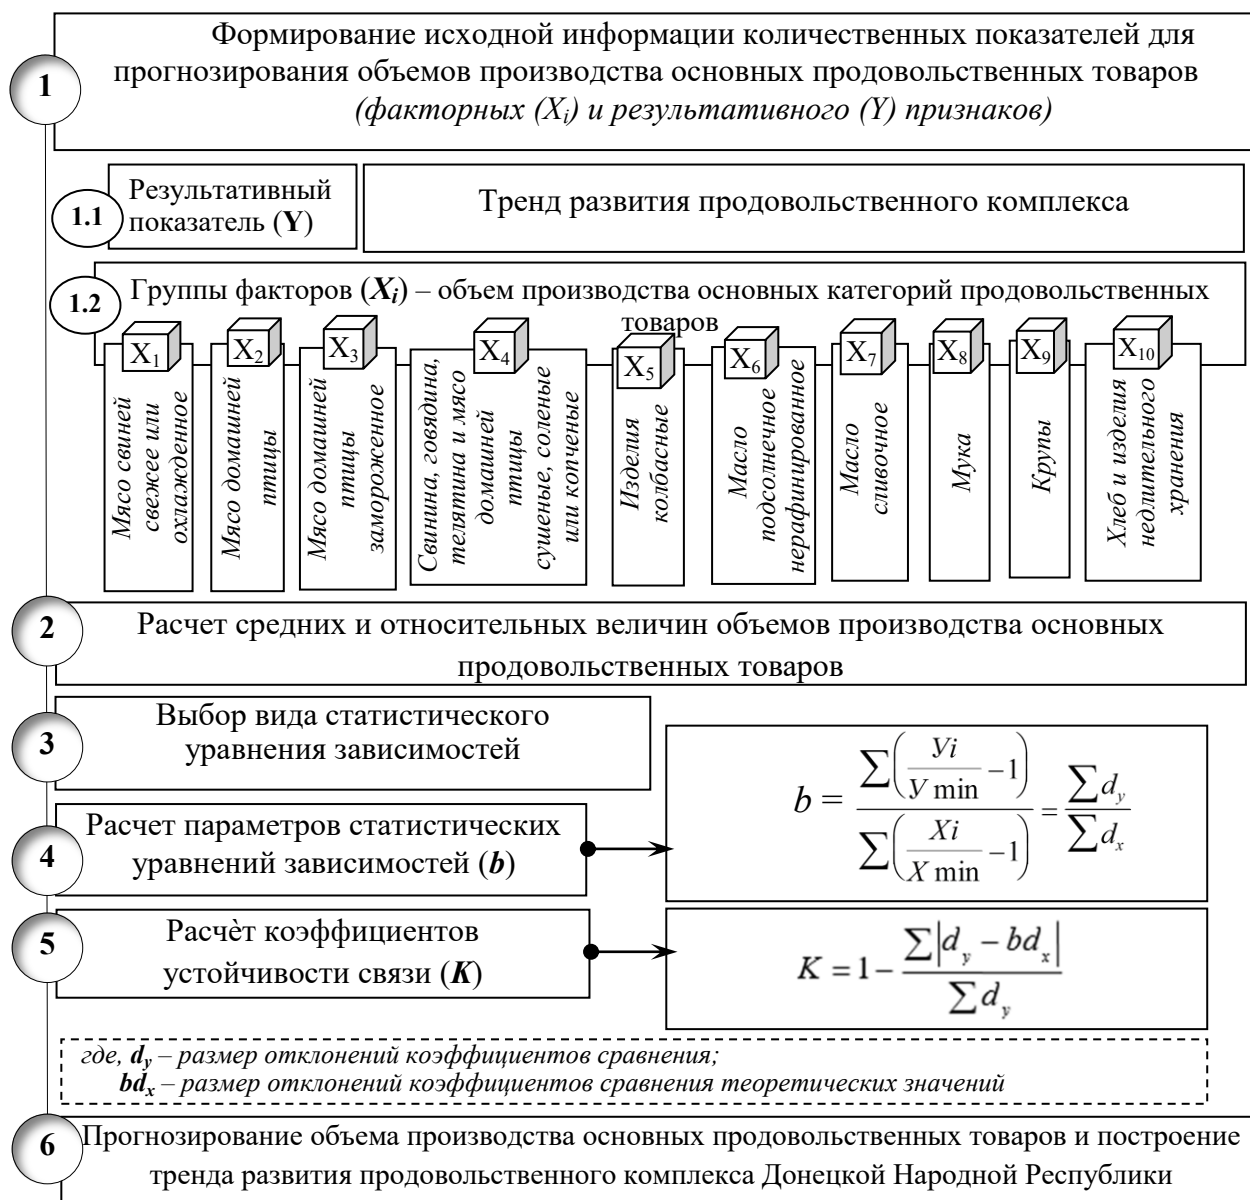 1
Формирование исходной информации количественных показателей для
прогнозирования объемов производства основных продовольственных товаров
(факторных (Xi) и результативного (Y) признаков)
1.1
Результативный
показатель (Y)
Тренд развития продовольственного комплекса
1.2
Группы факторов (Xi) – объем производства основных категорий продовольственных
товаров
X1
Мясо свиней
свежее или
охлажденное
X2
Мясо домашней
птицы
X3
Мясо домашней
птицы
замороженное
X4
Свинина, говядина,
телятина и мясо
домашней
птицы
сушеные, соленые
или копченые
X5
Изделия
колбасные
X6
Масло
подсолнечное
нерафинированное
X7
Масло
сливочное
X8
Мука
X9
Крупы
X10
Хлеб и изделия
недлительного
хранения
2
Расчет средних и относительных величин объемов производства основных
продовольственных товаров
3
Выбор вида статистического
уравнения зависимостей
4
Расчет параметров статистических
уравнений зависимостей (b)
b = ∑(Уi/У min −1) / ∑(Xi/X min −1) = ∑dy / ∑dx
5
Расчѐт коэффициентов
устойчивости связи (K)
K = 1 − ∑|dy − bdx| / ∑dy
где, dy – размер отклонений коэффициентов сравнения;
bdx – размер отклонений коэффициентов сравнения теоретических значений
6
Прогнозирование объема производства основных продовольственных товаров и построение
тренда развития продовольственного комплекса Донецкой Народной Республики